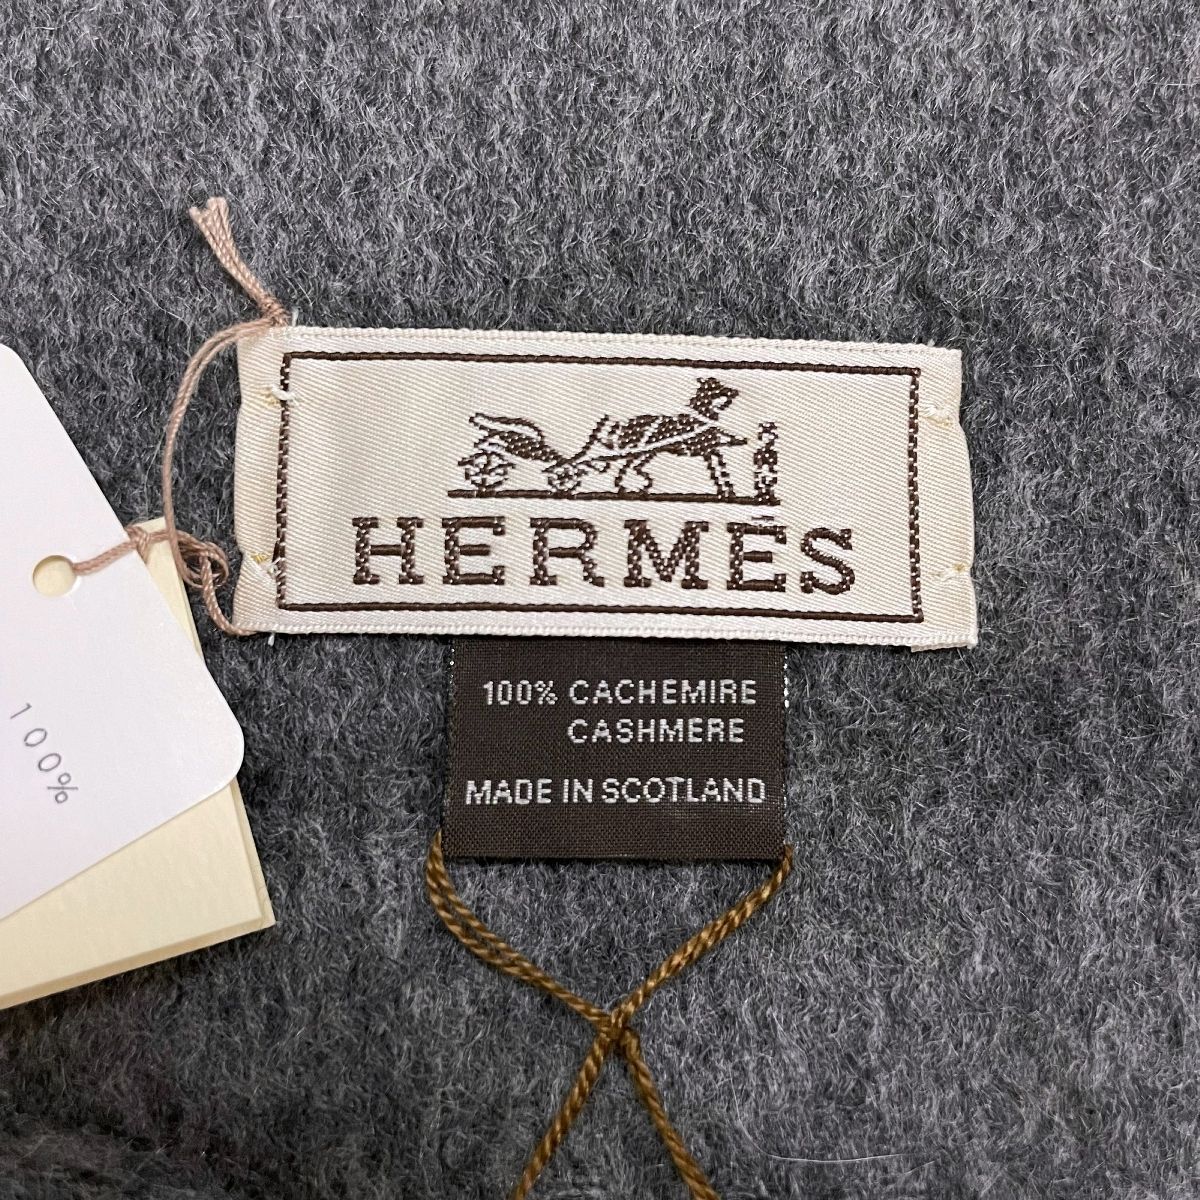 HERMÈS
100% CACHEMIRE
CASHMERE
MADE IN SCOTLAND
100%